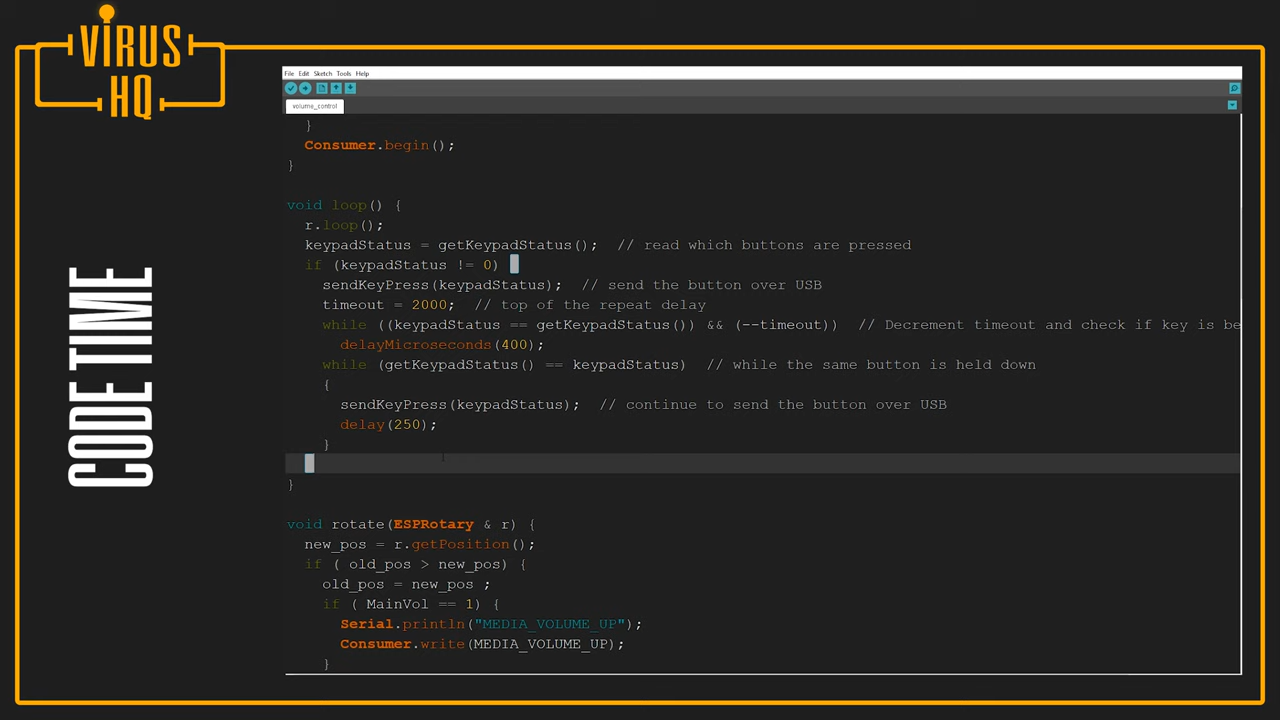 VIRUS
HQ
CODE TIME
File Edit Sketch Tools Help
volume_control
}
Consumer.begin();
}
void loop() {
r.loop();
keypadStatus = getKeypadStatus(); // read which buttons are pressed
if (keypadStatus != 0)
sendKeyPress(keypadStatus); // send the button over USB
timeout = 2000; // top of the repeat delay
while ((keypadStatus == getKeypadStatus()) && (--timeout)) // Decrement timeout and check if key is be
delayMicroseconds(400);
while (getKeypadStatus() == keypadStatus) // while the same button is held down
{
sendKeyPress(keypadStatus); // continue to send the button over USB
delay(250);
}
}
void rotate(ESPRotary & r) {
new_pos = r.getPosition();
if ( old_pos > new_pos) {
old_pos = new_pos ;
if ( MainVol == 1) {
Serial.println("MEDIA_VOLUME_UP");
Consumer.write(MEDIA_VOLUME_UP);
}